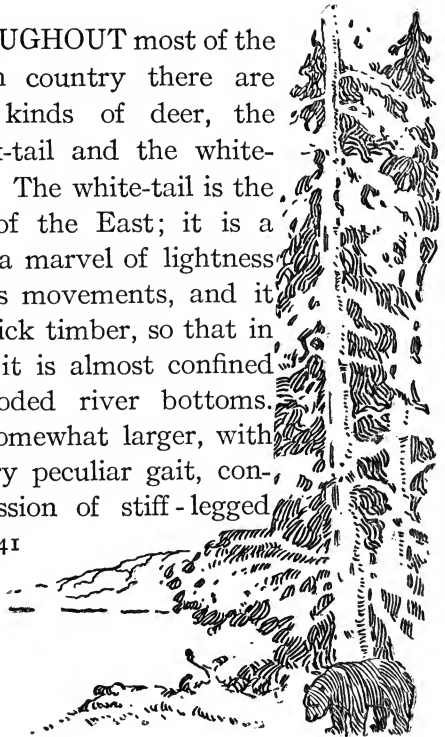 UGHOUT most of the
country there are
kinds of deer, the
-tail and the white-
The white-tail is the
of the East; it is a
a marvel of lightness
s movements, and it
ick timber, so that in
it is almost confined
oded river bottoms.
omewhat larger, with
ry peculiar gait, con-
ssion of stiff-legged
41